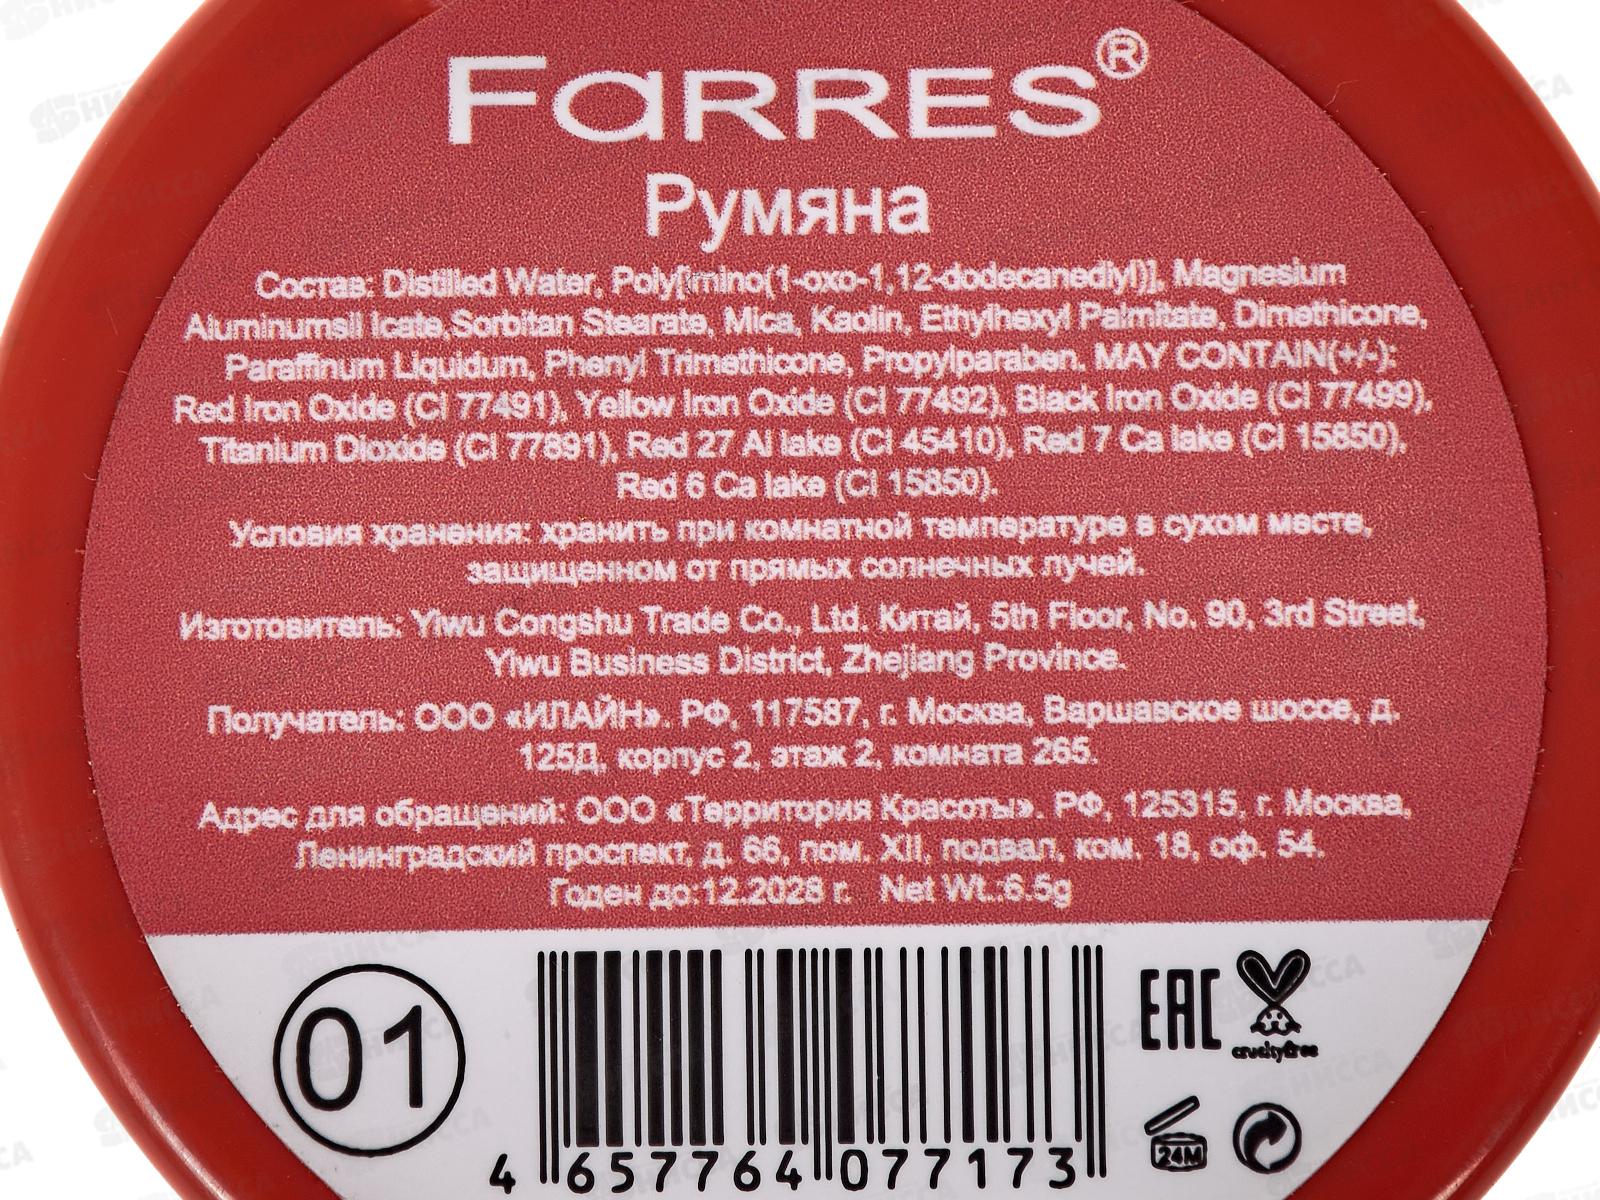 FARRES®
Румяна
Состав: Distilled Water, Poly[imino(1-oxo-1,12-dodecanediyl)], Magnesium
Aluminumsil icate,Sorbitan Stearate, Mica, Kaolin, Ethylhexyl Palmitate, Dimethicone,
Paraffinum Liquidum, Phenyl Trimethicone, Propylparaben. MAY CONTAIN(+/-):
Red Iron Oxide (CI 77491), Yellow Iron Oxide (CI 77492), Black Iron Oxide (CI 77499),
Titanium Dioxide (CI 77891), Red 27 Al lake (CI 45410), Red 7 Ca lake (CI 15850),
Red 6 Ca lake (CI 15850).
Условия хранения: хранить при комнатной температуре в сухом месте,
защищенном от прямых солнечных лучей.
Изготовитель: Yiwu Congshu Trade Co., Ltd. Китай, 5th Floor, No. 90, 3rd Street,
Yiwu Business District, Zhejiang Province.
Получатель: ООО «ИЛАЙН». РФ, 117587, г. Москва, Варшавское шоссе, д.
125Д, корпус 2, этаж 2, комната 265.
Адрес для обращений: ООО «Территория Красоты». РФ, 125315, г. Москва,
Ленинградский проспект, д. 66, пом. XII, подвал, ком. 18, оф. 54.
Годен до:12.2028 г. Net Wt.:6.5g
01
EAC
crueltyfree
24M
4 657764 077173
НИССА